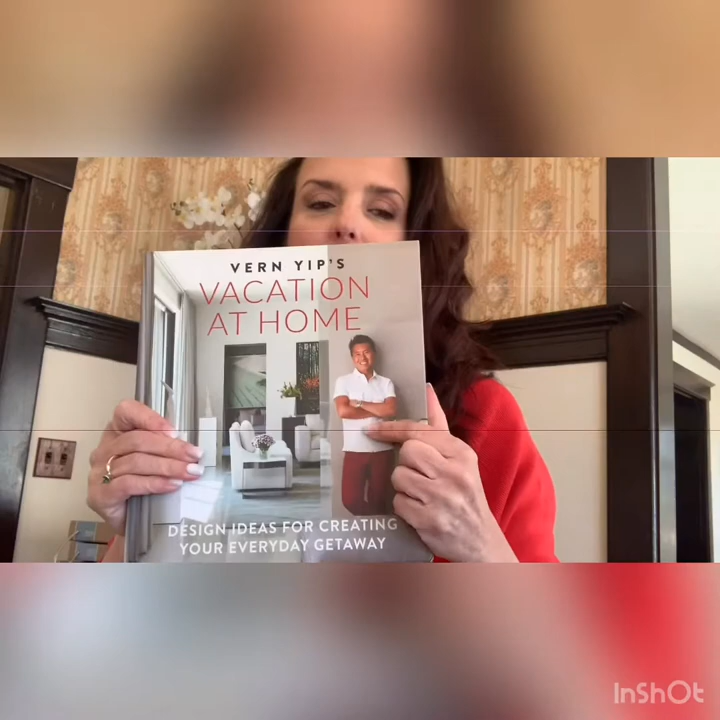 VERN YIP'S
VACATION
AT HOME
DESIGN IDEAS FOR CREATING
YOUR EVERYDAY GETAWAY
InShOt